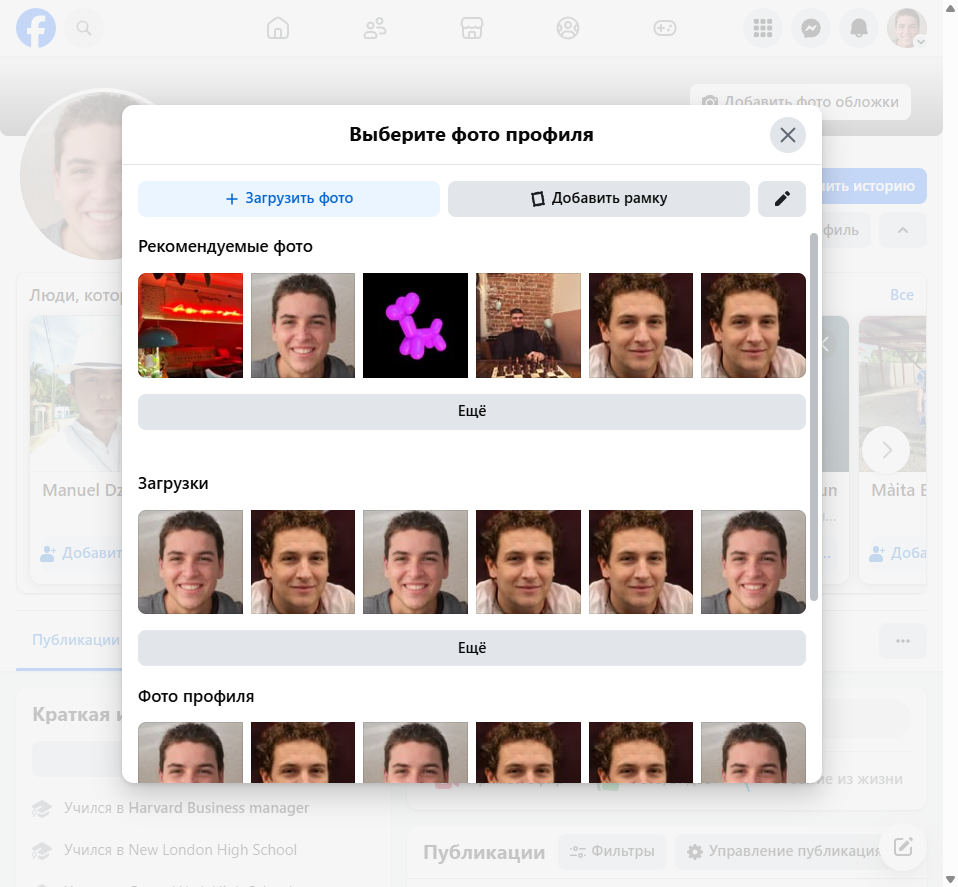 Добавить фото обложки
Выберите фото профиля
Загрузить фото
Добавить рамку
ить историю
филь
Рекомендуемые фото
Люди, кото
Все
Ещё
Загрузки
Manuel Dz
un
Màita E
Добавит
Доба
Ещё
Публикации
Фото профиля
Краткая и
из жизни
Учился в Harvard Business manager
Учился в New London High School
Публикации
Фильтры
Управление публикация